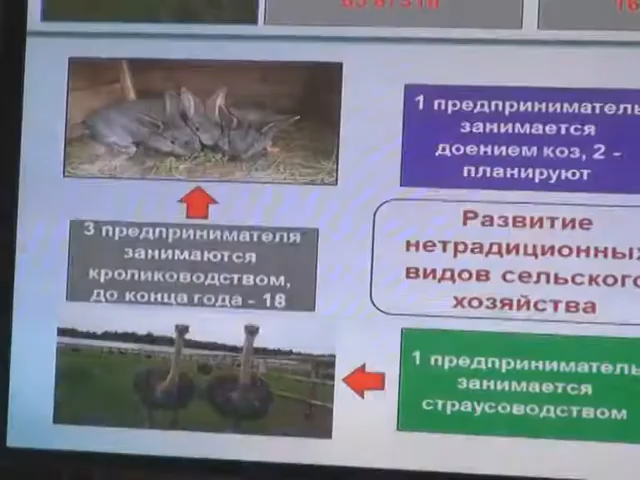 1 предприниматель
занимается
доением коз, 2 -
планируют
3 предпринимателя
занимаются
кролиководством,
до конца года - 18
Развитие
нетрадиционных
видов сельского
хозяйства
1 предприниматель
занимается
страусоводством